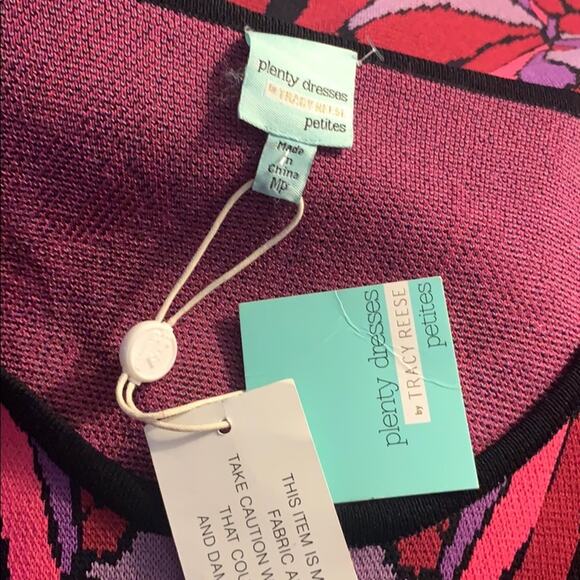 plenty dresses
by TRACY REESE
petites
Made
in
China
MP
plenty dresses
by TRACY REESE
petites
THIS ITEM IS M
FABRIC A
TAKE CAUTION W
THAT COU
AND DAM